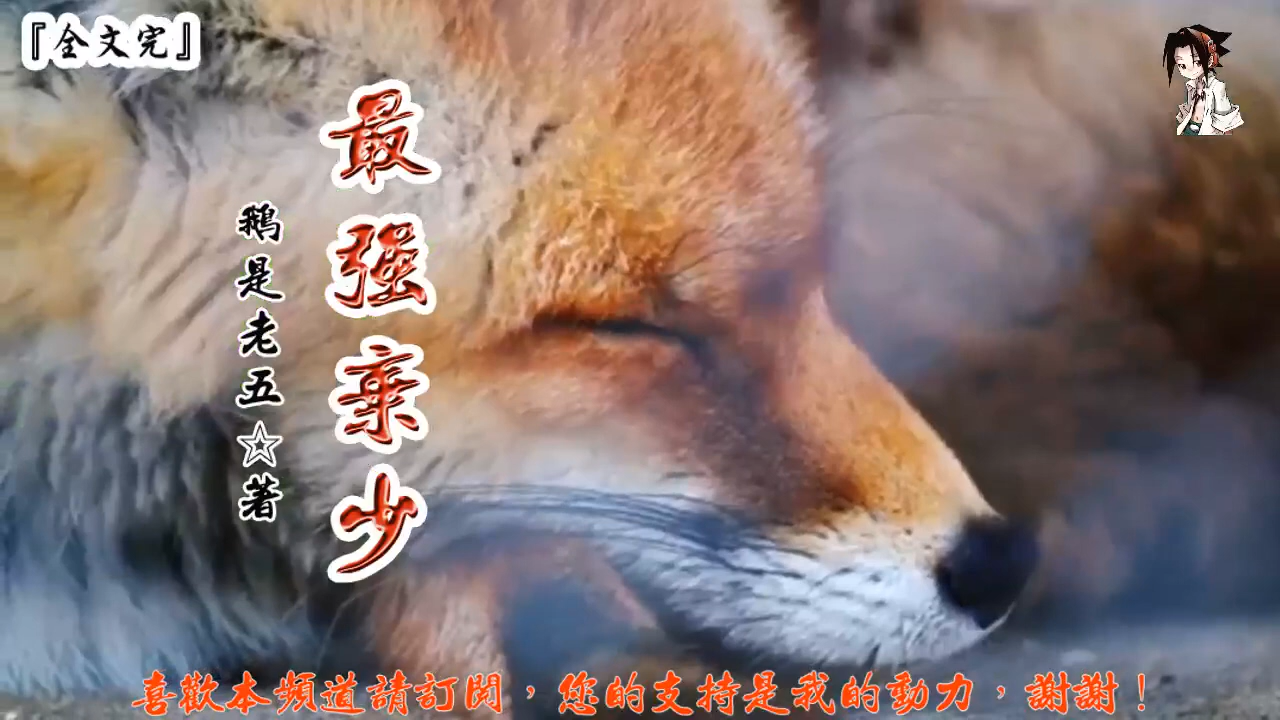 『全文完』
最強棄少
鵝是老五☆著
喜歡本頻道請訂閱，您的支持是我的動力，謝謝！